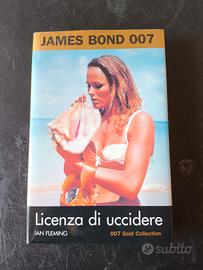 JAMES BOND 007
Licenza di uccidere
IAN FLEMING
007 Gold Collection
subito